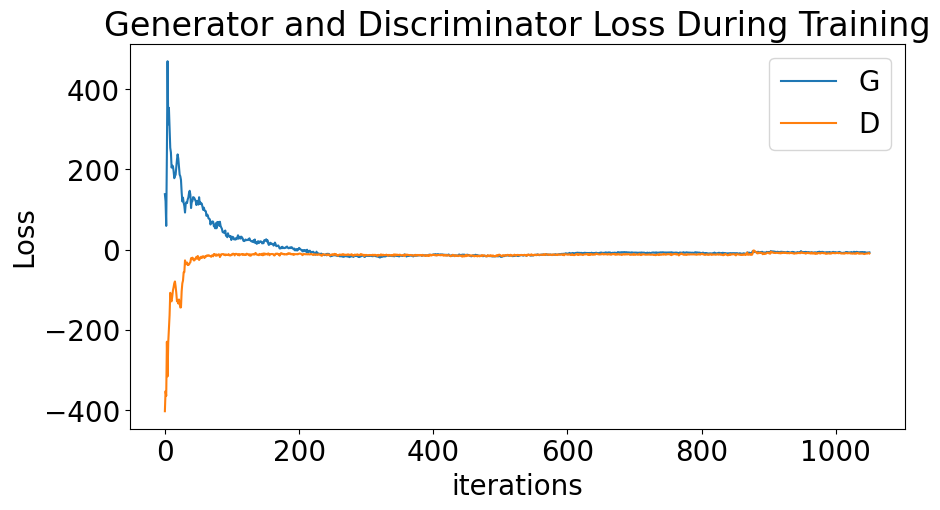 Generator and Discriminator Loss During Training
G
D
Loss
400
200
0
−200
−400
0 200 400 600 800 1000
iterations